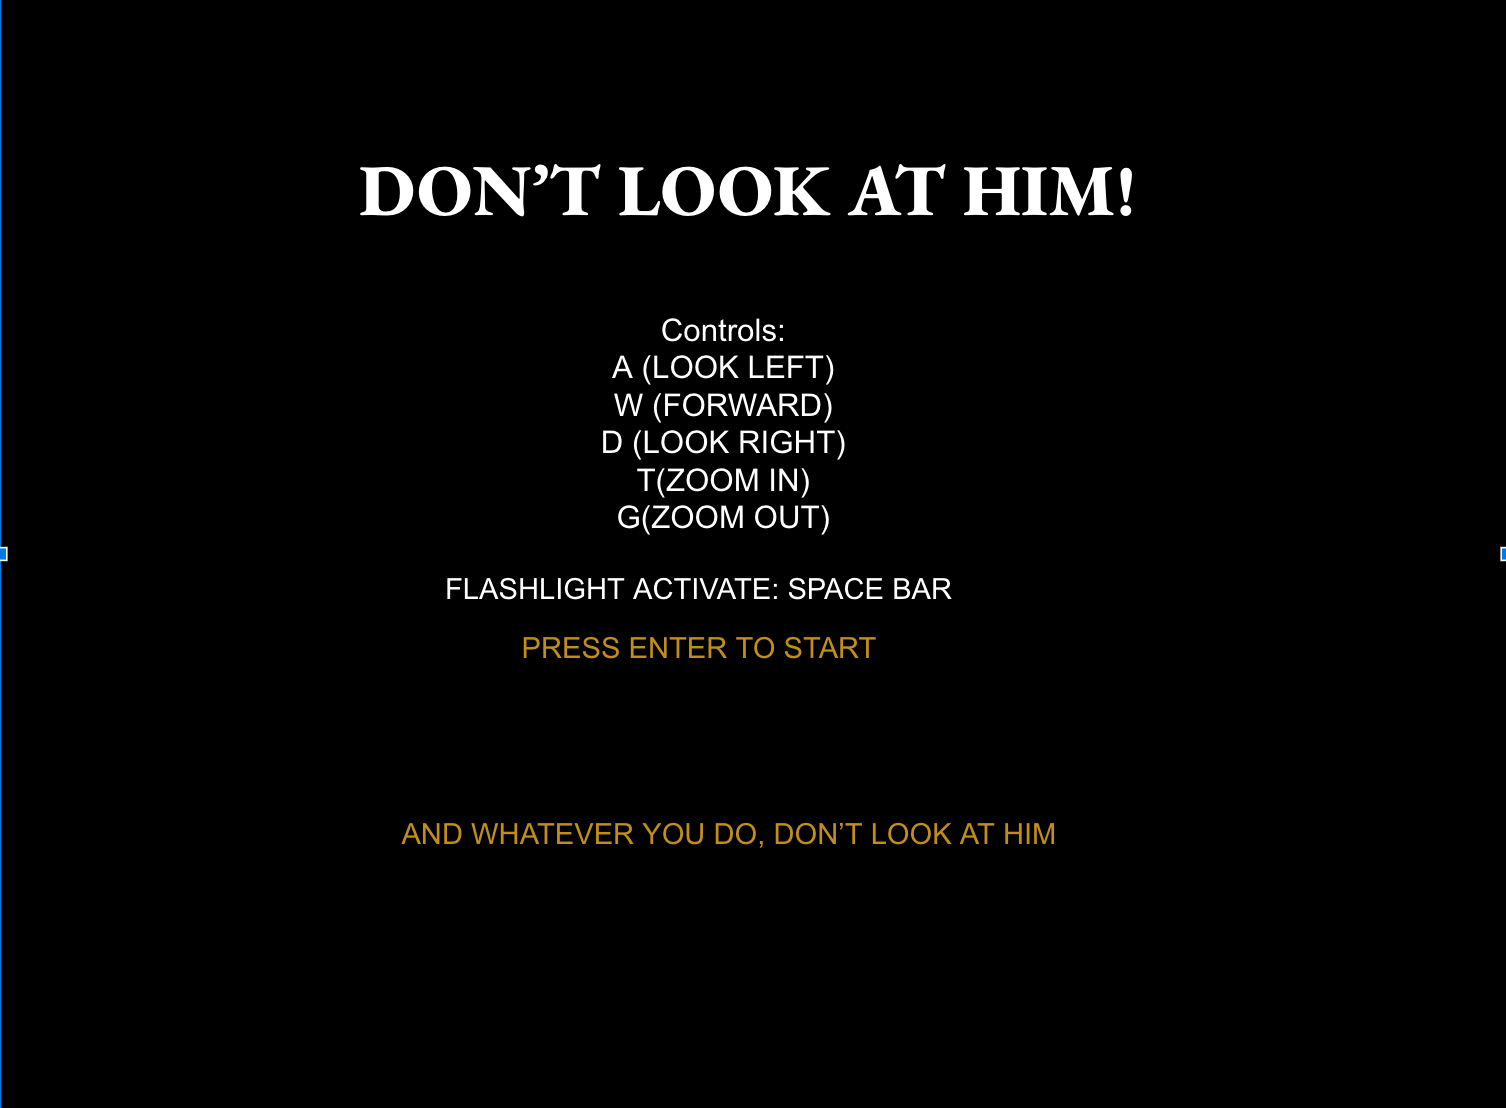 DON’T LOOK AT HIM!
Controls:
A (LOOK LEFT)
W (FORWARD)
D (LOOK RIGHT)
T(ZOOM IN)
G(ZOOM OUT)
FLASHLIGHT ACTIVATE: SPACE BAR
PRESS ENTER TO START
AND WHATEVER YOU DO, DON’T LOOK AT HIM